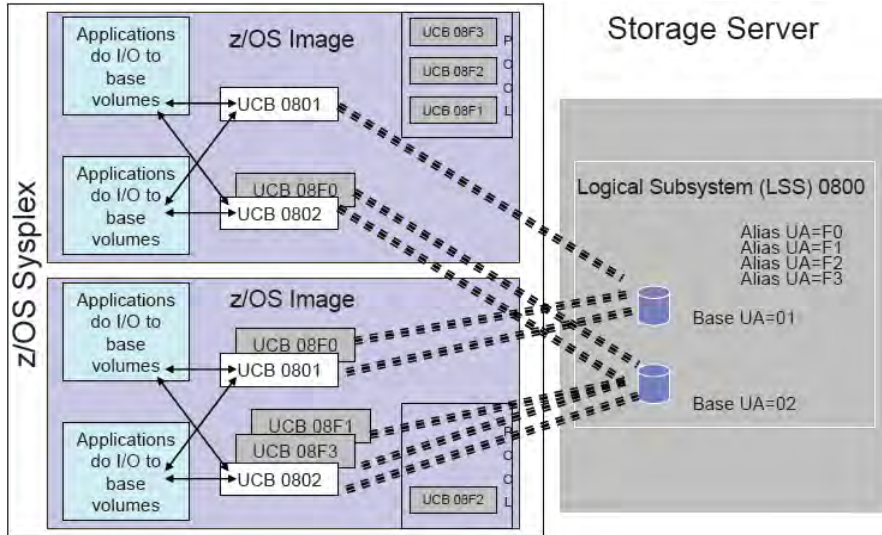 z/OS Sysplex
Applications
do I/O to
base
volumes
z/OS Image
UCB 0801
UCB 08F0
UCB 0802
Applications
do I/O to
base
volumes
UCB 08F3
UCB 08F2
UCB 08F1
P
O
O
L
Applications
do I/O to
base
volumes
z/OS Image
UCB 08F0
UCB 0801
UCB 08F1
UCB 08F3
UCB 0802
Applications
do I/O to
base
volumes
UCB 08F2
P
O
O
L
Storage Server
Logical Subsystem (LSS) 0800
Alias UA=F0
Alias UA=F1
Alias UA=F2
Alias UA=F3
Base UA=01
Base UA=02